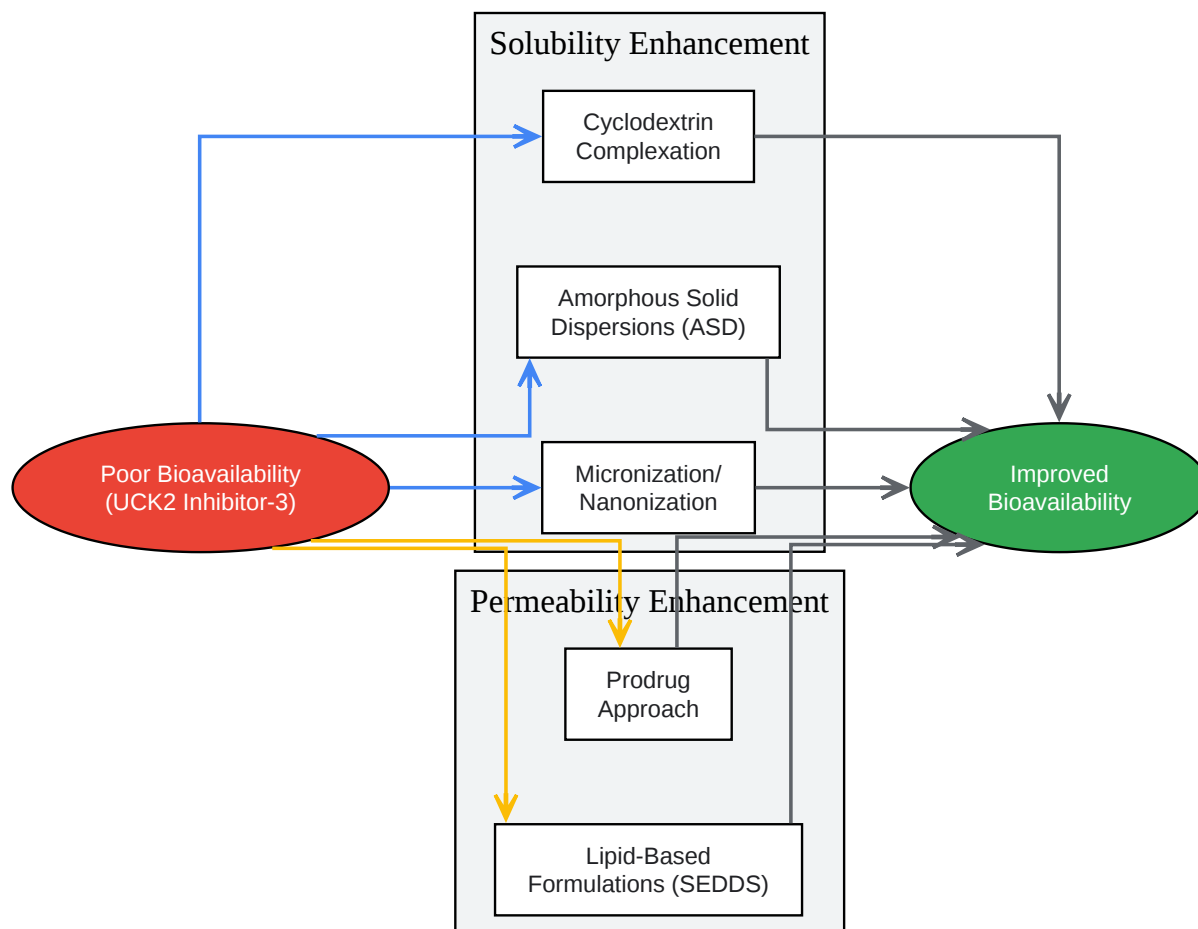 Solubility Enhancement
Cyclodextrin
Complexation
Amorphous Solid
Dispersions (ASD)
Poor Bioavailability
(UCK2 Inhibitor-3)
Micronization/
Nanonization
Improved
Bioavailability
Permeability Enhancement
Prodrug
Approach
Lipid-Based
Formulations (SEDDS)